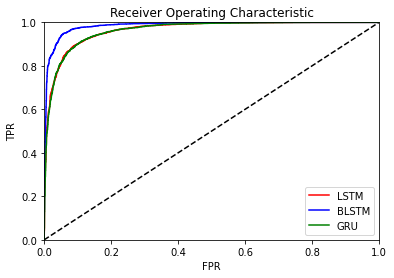 Receiver Operating Characteristic
1.0
0.8
0.6
0.4
0.2
0.0
TPR
0.0 0.2 0.4 0.6 0.8 1.0
FPR
LSTM
BLSTM
GRU